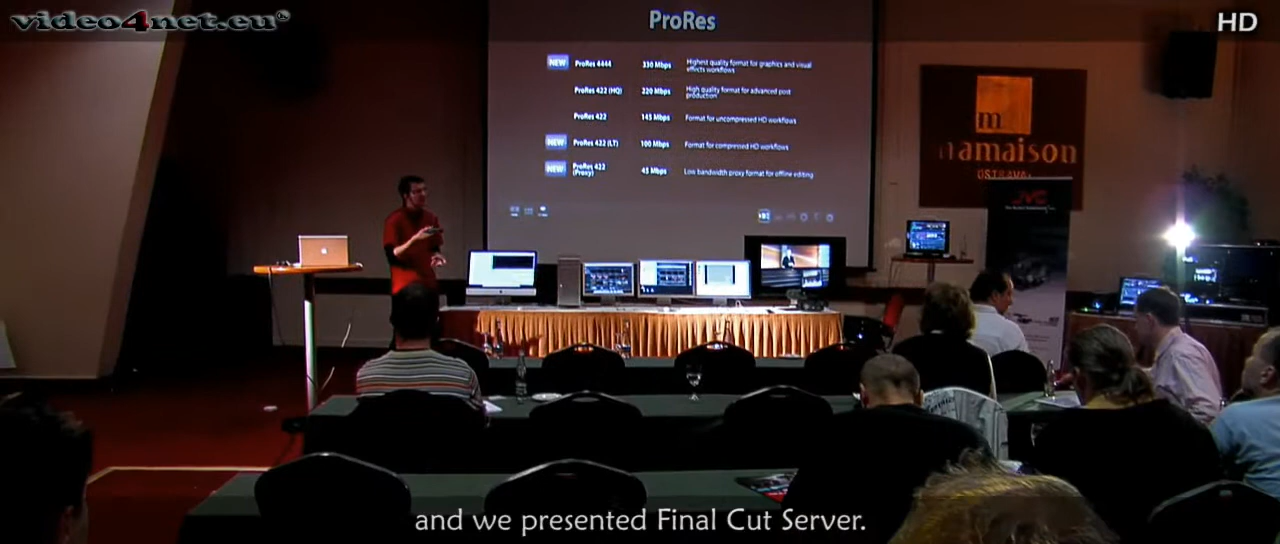 video4net.eu
HD
ProRes
NEW ProRes 4444 330 Mbps Highest quality format for graphics and visual
effects workflows
ProRes 422 (HQ) 220 Mbps High quality format for advanced post
production
ProRes 422 145 Mbps Format for uncompressed HD workflows
NEW ProRes 422 (LT) 100 Mbps Format for compressed HD workflows
NEW ProRes 422
(Proxy) 45 Mbps Low bandwidth proxy format for offline editing
m
mamaison
OSTRAVA
JVC
and we presented Final Cut Server.